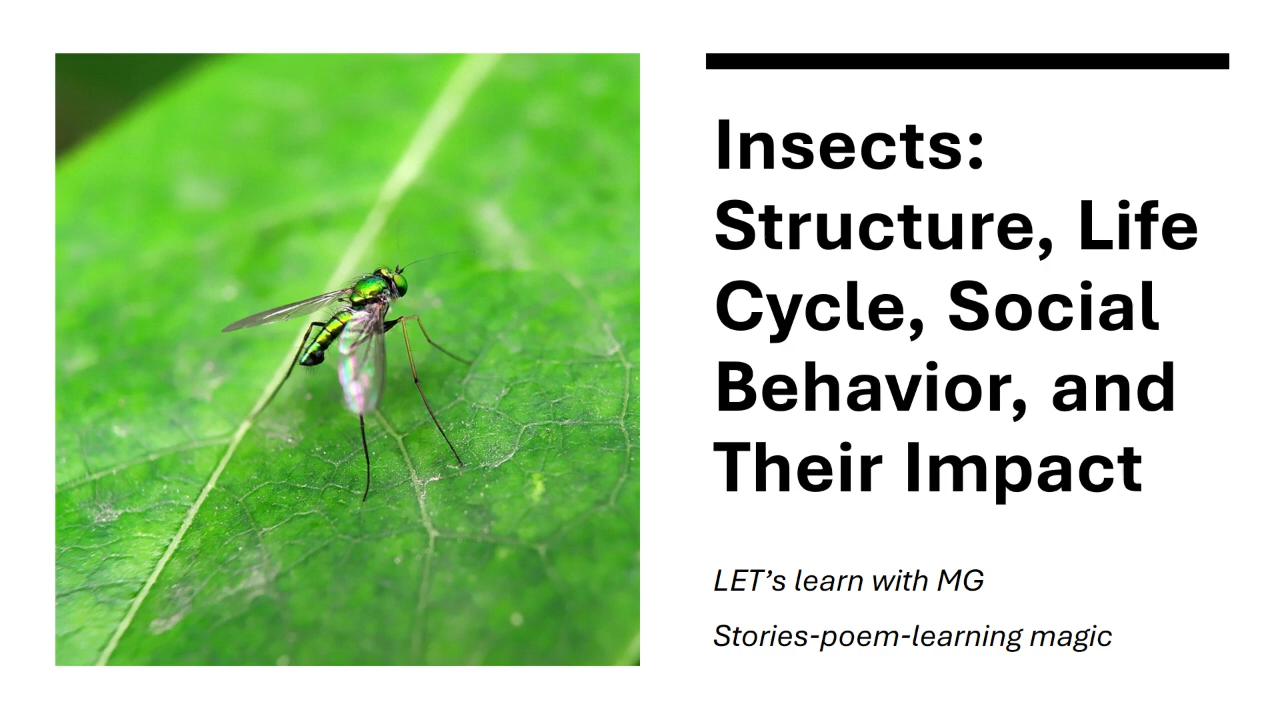 Insects:
Structure, Life
Cycle, Social
Behavior, and
Their Impact
LET’s learn with MG
Stories-poem-learning magic